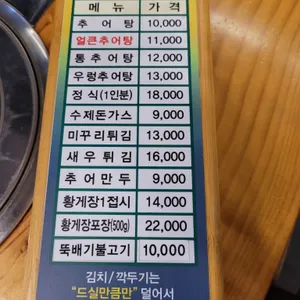 메뉴 가격
추어탕 10,000
얼큰추어탕 11,000
통추어탕 12,000
우렁추어탕 13,000
정식(1인분) 18,000
수제돈가스 9,000
미꾸리튀김 13,000
새우튀김 16,000
추어만두 9,000
황게장1접시 14,000
황게장포장(500g) 22,000
뚝배기불고기 10,000
김치/깍두기는
"드실만큼만" 덜어서